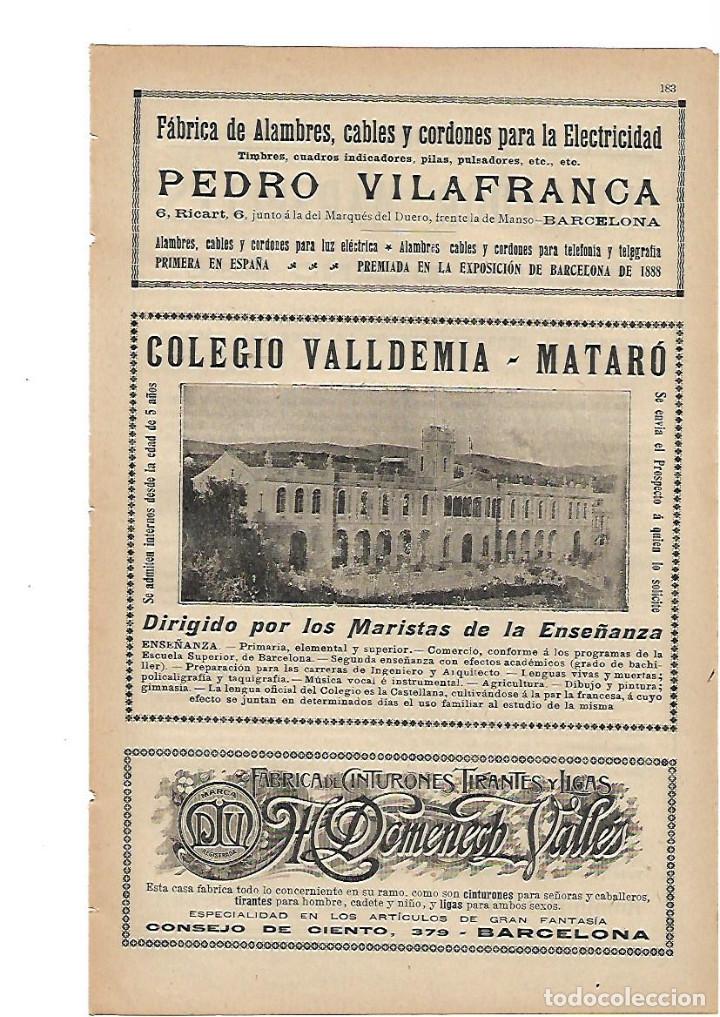 183
Fábrica de Alambres, cables y cordones para la Electricidad
Timbres, cuadros indicadores, pilas, pulsadores, etc., etc.
PEDRO VILAFRANCA
6, Ricart, 6, junto á la del Marqués del Duero, frente la de Manso—BARCELONA
Alambres, cables y cordones para luz eléctrica * Alambres cables y cordones para telefonía y telegrafía
PRIMERA EN ESPAÑA PREMIADA EN LA EXPOSICIÓN DE BARCELONA DE 1888
COLEGIO VALLDEMIA - MATARÓ
Se admiten internos desde la edad de 5 años
Se envía el Prospecto á quien lo solicite
Dirigido por los Maristas de la Enseñanza
ENSEÑANZA. — Primaria, elemental y superior. — Comercio, conforme á los programas de la
Escuela Superior, de Barcelona. — Segunda enseñanza con efectos académicos (grado de bachi-
ller). — Preparación para las carreras de Ingeniero y Arquitecto. — Lenguas vivas y muertas;
policaligrafía y taquigrafía. — Música vocal é instrumental. — Agricultura. — Dibujo y pintura;
gimnasia. — La lengua oficial del Colegio es la Castellana, cultivándose á la par la francesa, á cuyo
efecto se juntan en determinados días el uso familiar al estudio de la misma
FABRICA DE CINTURONES, TIRANTES Y LIGAS
MARCA
REGISTRADA
H. Domenech Vallés
Esta casa fabrica todo lo concerniente en su ramo. como son cinturones para señoras y caballeros,
tirantes para hombre, cadete y niño, y ligas para ambos sexos.
ESPECIALIDAD EN LOS ARTÍCULOS DE GRAN FANTASÍA
CONSEJO DE CIENTO, 379 - BARCELONA
todocoleccion